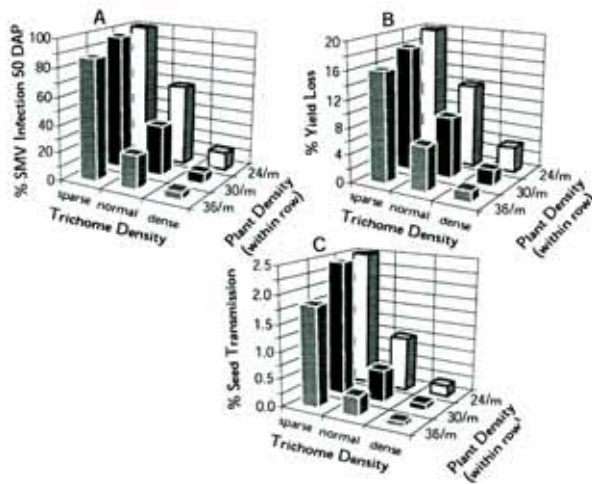 A
% SMV Infection 50 DAP
100
80
60
40
20
0
sparse normal dense
Trichome Density
24/m
30/m
36/m
Plant Density
(within row)
B
% Yield Loss
20
16
12
8
4
0
sparse normal dense
Trichome Density
24/m
30/m
36/m
Plant Density
(within row)
C
% Seed Transmission
2.5
2.0
1.5
1.0
0.5
0.0
sparse normal dense
Trichome Density
24/m
30/m
36/m
Plant Density
(within row)